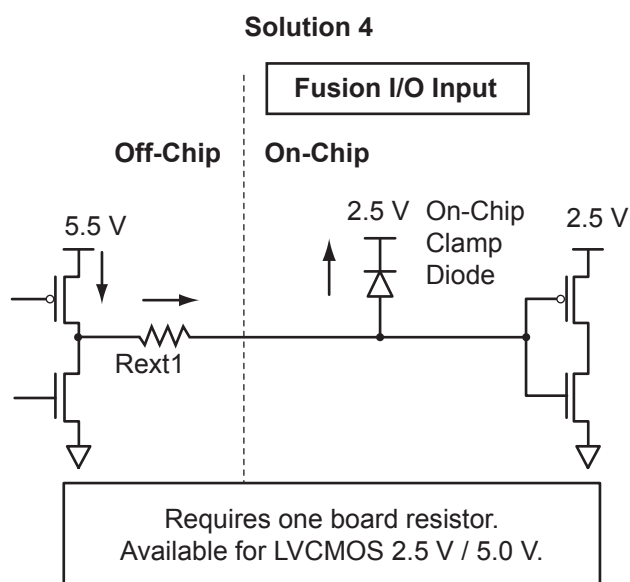 Solution 4
Fusion I/O Input
Off-Chip
On-Chip
5.5 V
2.5 V
On-Chip
Clamp
Diode
2.5 V
Rext1
Requires one board resistor.
Available for LVCMOS 2.5 V / 5.0 V.